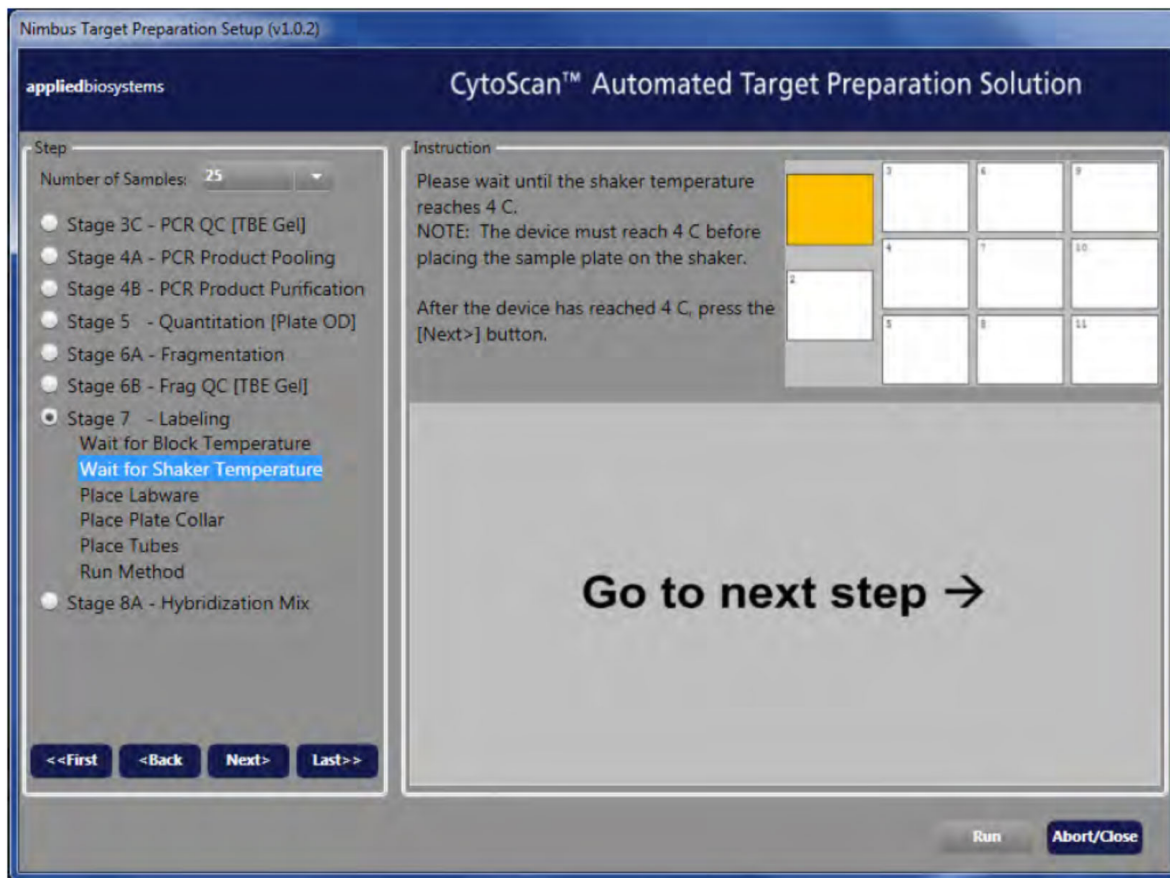 Nimbus Target Preparation Setup (v1.0.2)
appliedbiosystems
CytoScan™ Automated Target Preparation Solution
Step
Number of Samples: 25
Stage 3C - PCR QC [TBE Gel]
Stage 4A - PCR Product Pooling
Stage 4B - PCR Product Purification
Stage 5 - Quantitation [Plate OD]
Stage 6A - Fragmentation
Stage 6B - Frag QC [TBE Gel]
Stage 7 - Labeling
Wait for Block Temperature
Wait for Shaker Temperature
Place Labware
Place Plate Collar
Place Tubes
Run Method
Stage 8A - Hybridization Mix
<<First <Back Next> Last>>
Instruction
Please wait until the shaker temperature
reaches 4 C.
NOTE: The device must reach 4 C before
placing the sample plate on the shaker.
After the device has reached 4 C, press the
[Next>] button.
3 6 9
4 7 10
2
5 8 11
Go to next step →
Run Abort/Close